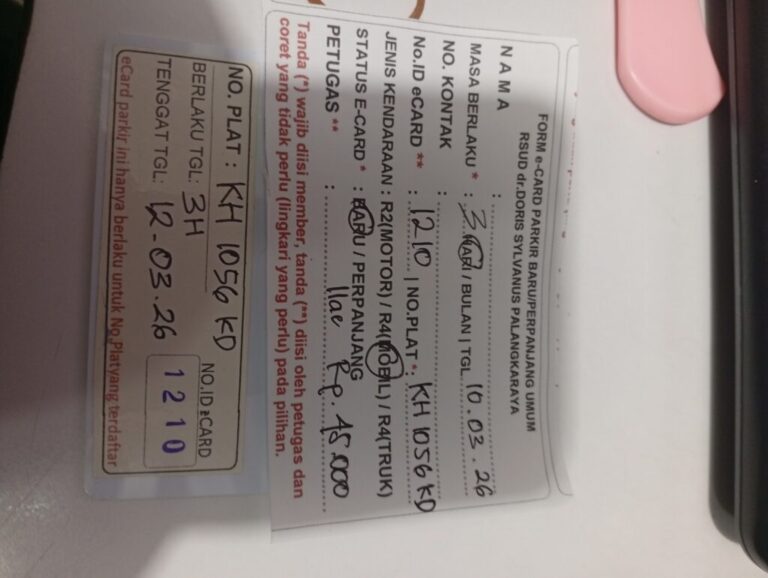 FORM e-CARD PARKIR BARU/PERPANJANG UMUM
RSUD dr.DORIS SYLVANUS PALANGKARAYA
N A M A :
MASA BERLAKU * : 3 HARI / BULAN | TGL 10.03.26
NO. KONTAK :
No.ID eCARD ** : 1210 | NO.PLAT *: KH 1056 KD
JENIS KENDARAAN : R2(MOTOR) / R4(MOBIL) / R4(TRUK)
STATUS E-CARD * : BARU / PERPANJANG
PETUGAS ** : Rp. 45.000
Tanda (*) wajib diisi member, tanda (**) diisi oleh petugas dan
coret yang tidak perlu (lingkari yang perlu) pada pilihan.
NO. PLAT : KH 1056 KD
BERLAKU TGL: 3H
TENGGAT TGL: 12-03.26
NO.ID eCARD
1210
eCard parkir ini hanya berlaku untuk No.Plat yang terdaftar